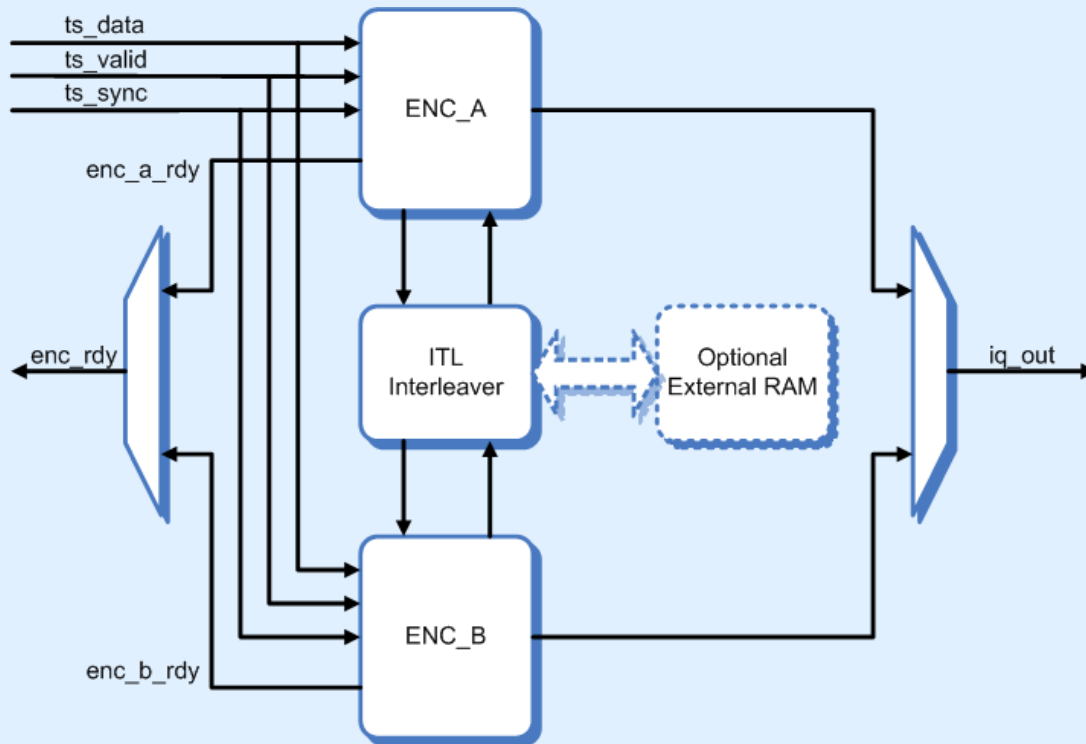 ts_data
ts_valid
ts_sync
ENC_A
enc_a_rdy
enc_rdy
ITL
Interleaver
Optional
External RAM
iq_out
ENC_B
enc_b_rdy